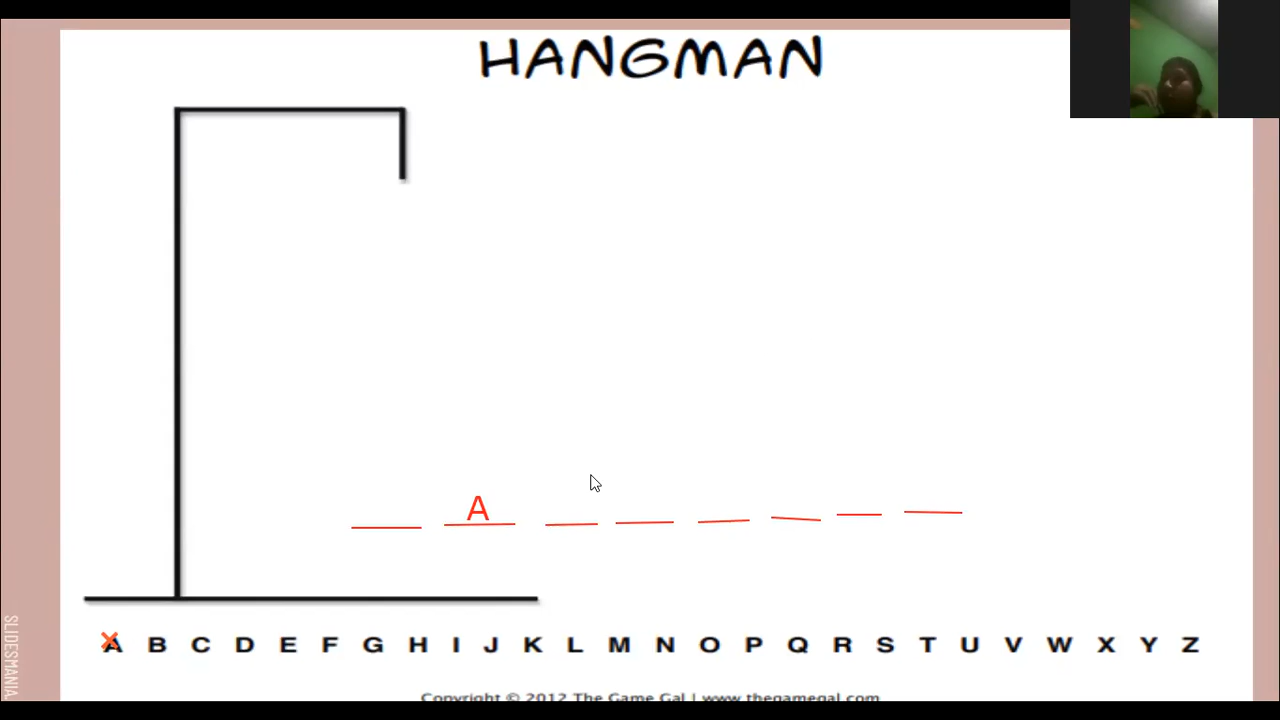 HANGMAN
A
A B C D E F G H I J K L M N O P Q R S T U V W X Y Z
Copyright © 2012 The Game Gal | www.thegamegal.com
SLIDESMANIA